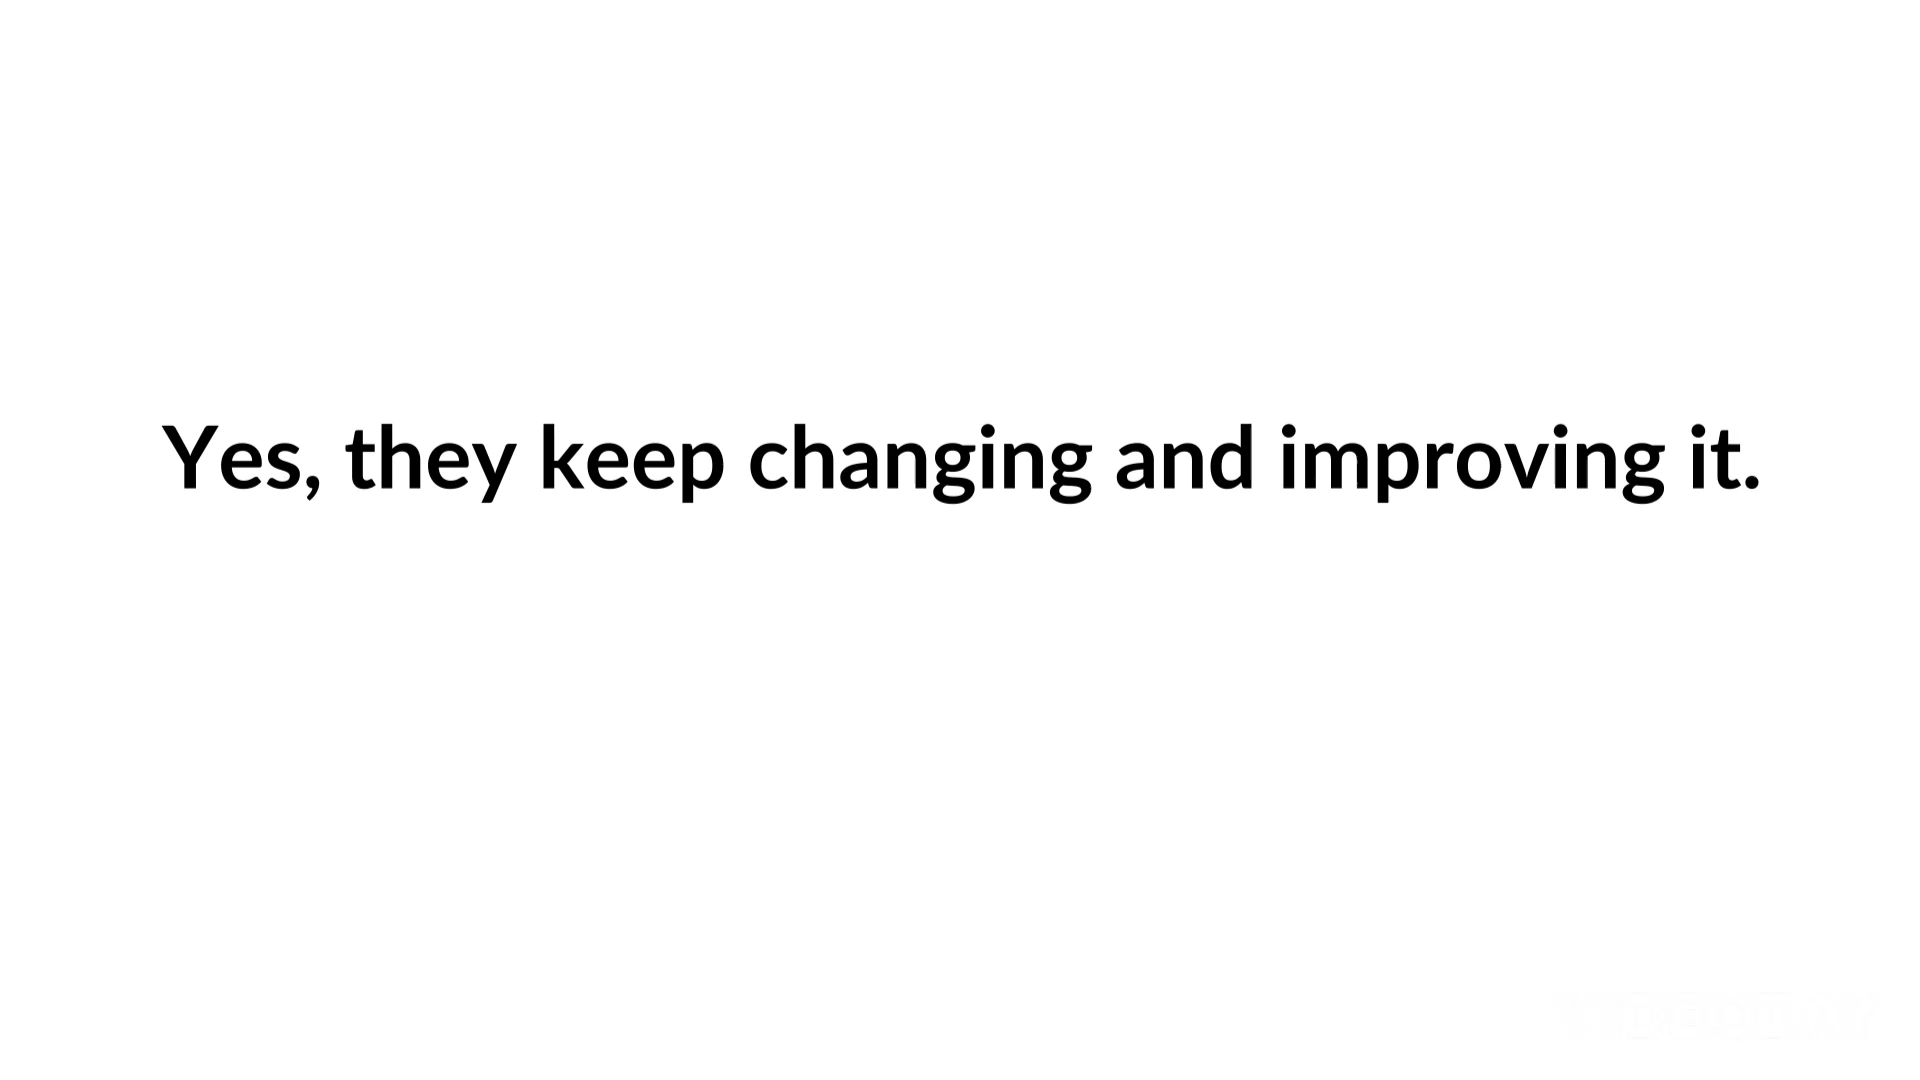 Yes, they keep changing and improving it.